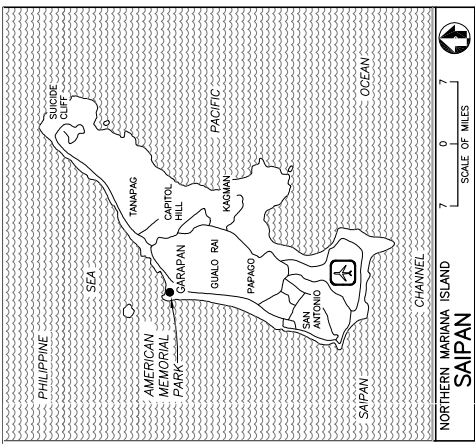 SUICIDE
CLIFF
PACIFIC
OCEAN
TANAPAG
CAPITOL
HILL
KAGMAN
SEA
GARAPAN
GUALO RAI
PAPAGO
PHILIPPINE
AMERICAN
MEMORIAL
PARK
SAN
ANTONIO
SAIPAN
CHANNEL
7 0 7
SCALE OF MILES
NORTHERN MARIANA ISLAND
SAIPAN